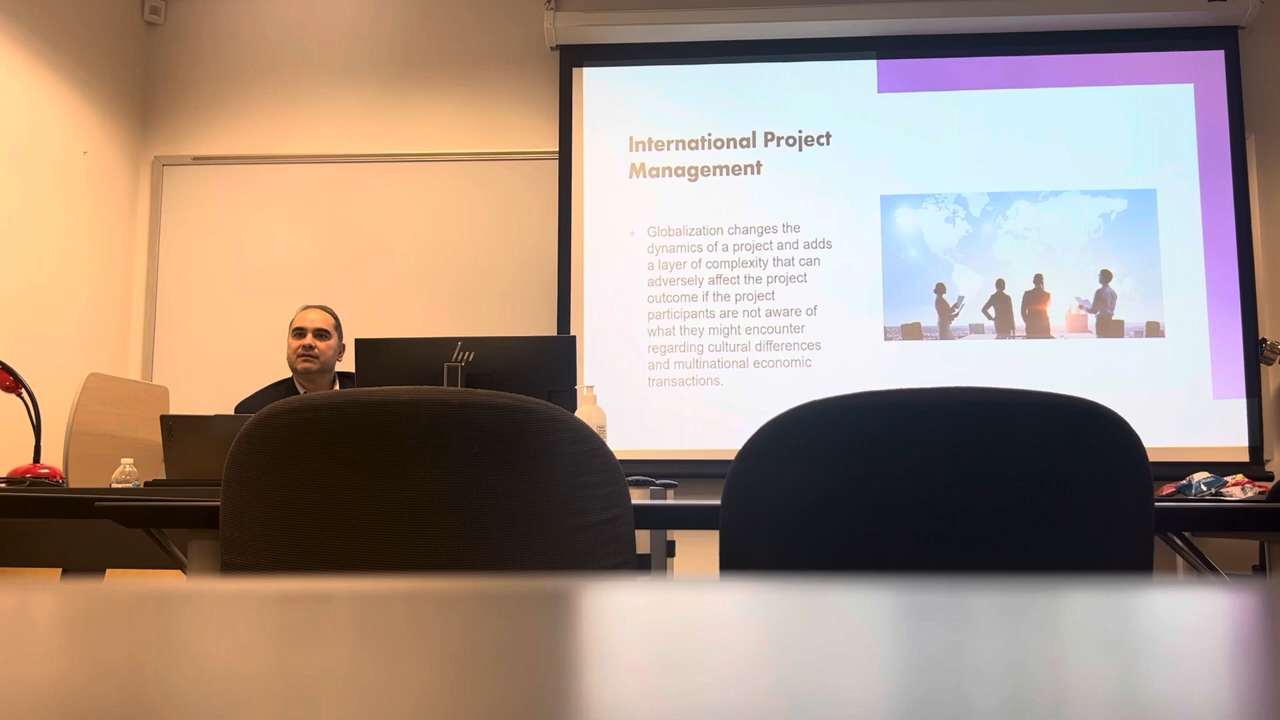 International Project
Management
+ Globalization changes the
dynamics of a project and adds
a layer of complexity that can
adversely affect the project
outcome if the project
participants are not aware of
what they might encounter
regarding cultural differences
and multinational economic
transactions.
hp